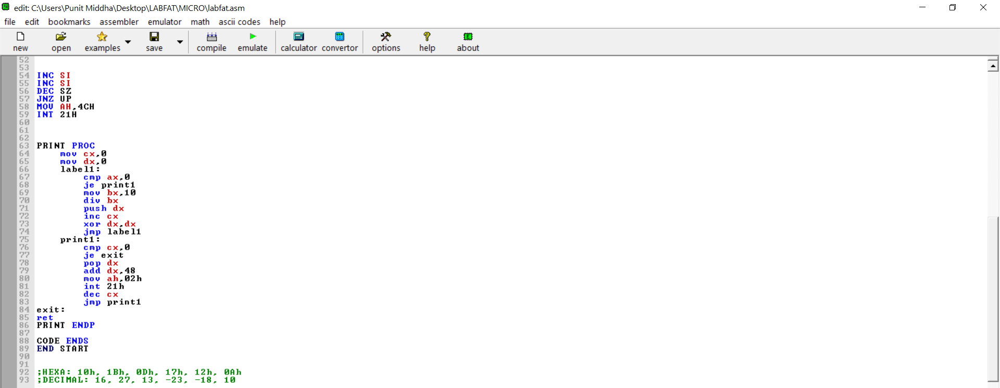 edit: C:\Users\Punit Middha\Desktop\LABFAT\MICRO\labfat.asm
file edit bookmarks assembler emulator math ascii codes help
new open examples save compile emulate calculator convertor options help about
52
53
54 INC SI
55 INC SI
56 DEC SZ
57 JNZ UP
58 MOV AH,4CH
59 INT 21H
60
61
62
63 PRINT PROC
64 mov cx,0
65 mov dx,0
66 label1:
67 cmp ax,0
68 je print1
69 mov bx,10
70 div bx
71 push dx
72 inc cx
73 xor dx,dx
74 jmp label1
75 print1:
76 cmp cx,0
77 je exit
78 pop dx
79 add dx,48
80 mov ah,02h
81 int 21h
82 dec cx
83 jmp print1
84 exit:
85 ret
86 PRINT ENDP
87
88 CODE ENDS
89 END START
90
91
92 ;HEXA: 10h, 1Bh, 0Dh, 17h, 12h, 0Ah
93 ;DECIMAL: 16, 27, 13, -23, -18, 10